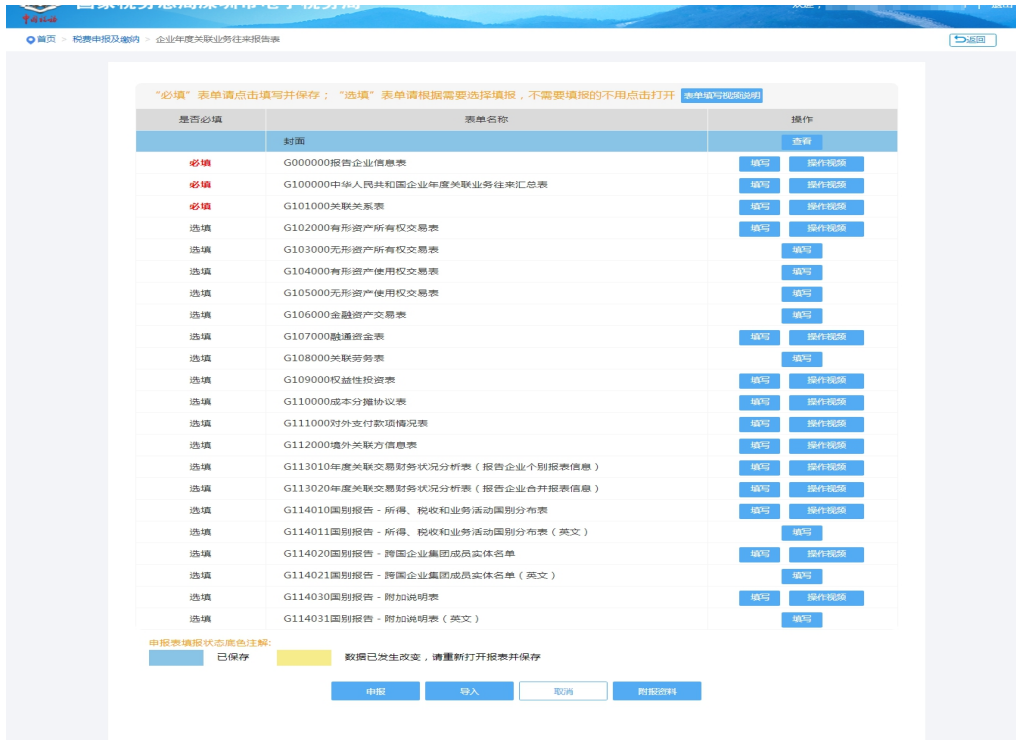 中国税务
国家税务总局深圳市电子税务局
欢迎，
退出
首页 > 税费申报及缴纳 > 企业年度关联业务往来报告表
返回
“必填”表单请点击填写并保存；“选填”表单请根据需要选择填报，不需要填报的不用点击打开 表单填写视频说明
是否必填 表单名称 操作
封面 查看
必填 G000000报告企业信息表 填写 操作视频
必填 G100000中华人民共和国企业年度关联业务往来汇总表 填写 操作视频
必填 G101000关联关系表 填写 操作视频
选填 G102000有形资产所有权交易表 填写 操作视频
选填 G103000无形资产所有权交易表 填写
选填 G104000有形资产使用权交易表 填写
选填 G105000无形资产使用权交易表 填写
选填 G106000金融资产交易表 填写
选填 G107000融通资金表 填写 操作视频
选填 G108000关联劳务表 填写
选填 G109000权益性投资表 填写 操作视频
选填 G110000成本分摊协议表 填写 操作视频
选填 G111000对外支付款项情况表 填写 操作视频
选填 G112000境外关联方信息表 填写 操作视频
选填 G113010年度关联交易财务状况分析表（报告企业个别报表信息） 填写 操作视频
选填 G113020年度关联交易财务状况分析表（报告企业合并报表信息） 填写 操作视频
选填 G114010国别报告 - 所得、税收和业务活动国别分布表 填写 操作视频
选填 G114011国别报告 - 所得、税收和业务活动国别分布表（英文） 填写
选填 G114020国别报告 - 跨国企业集团成员实体名单 填写 操作视频
选填 G114021国别报告 - 跨国企业集团成员实体名单（英文） 填写
选填 G114030国别报告 - 附加说明表 填写 操作视频
选填 G114031国别报告 - 附加说明表（英文） 填写
申报表填报状态底色注解:
已保存 数据已发生改变，请重新打开报表并保存
申报 导入 取消 附报资料